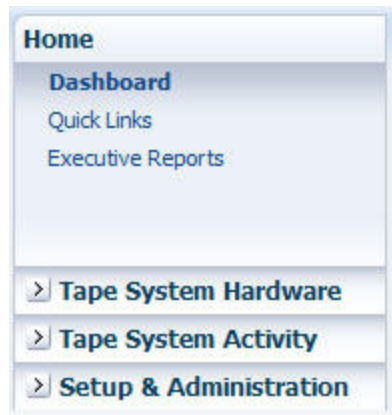 Home
Dashboard
Quick Links
Executive Reports
Tape System Hardware
Tape System Activity
Setup & Administration